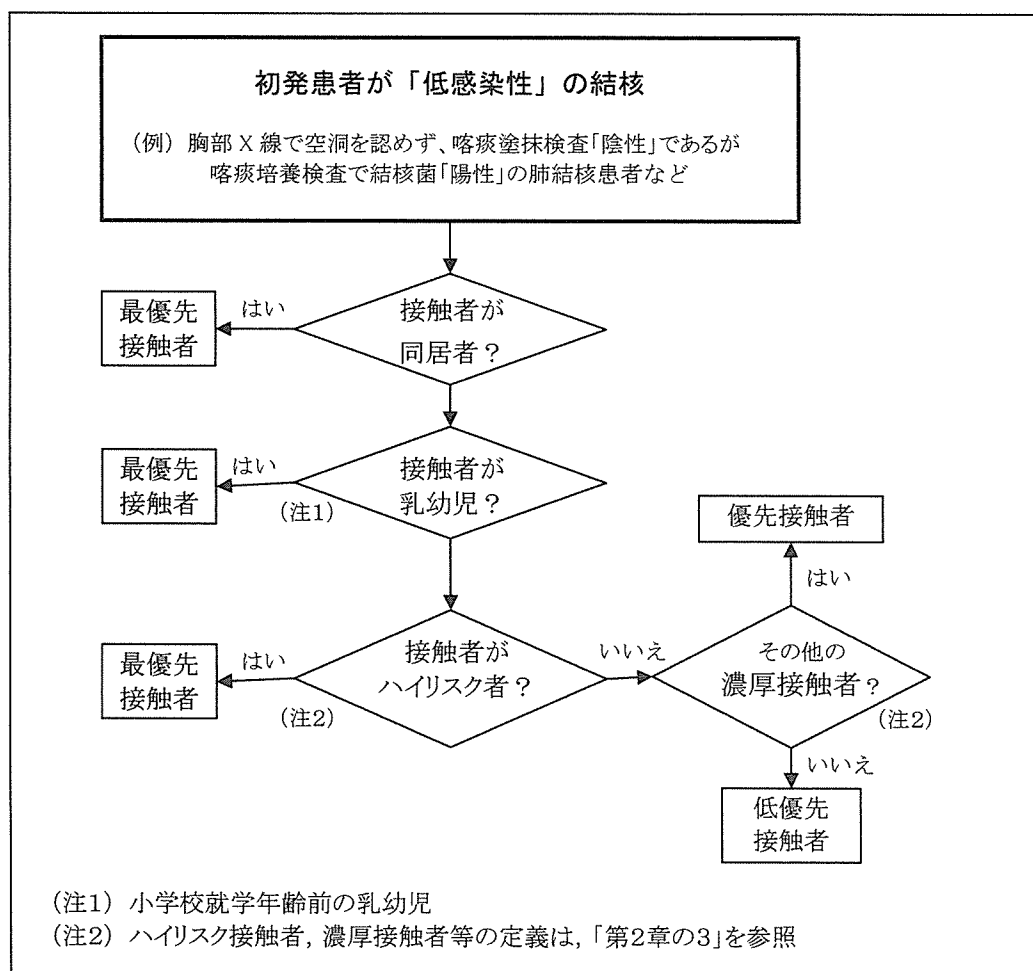 初発患者が「低感染性」の結核
(例) 胸部X線で空洞を認めず、喀痰塗抹検査「陰性」であるが
喀痰培養検査で結核菌「陽性」の肺結核患者など
最優先
接触者
はい
接触者が
同居者?
最優先
接触者
はい
(注1)
接触者が
乳幼児?
優先接触者
はい
最優先
接触者
はい
(注2)
接触者が
ハイリスク者?
いいえ
その他の
濃厚接触者?
(注2)
いいえ
低優先
接触者
(注1) 小学校就学年齢前の乳幼児
(注2) ハイリスク接触者, 濃厚接触者等の定義は, 「第2章の3」を参照